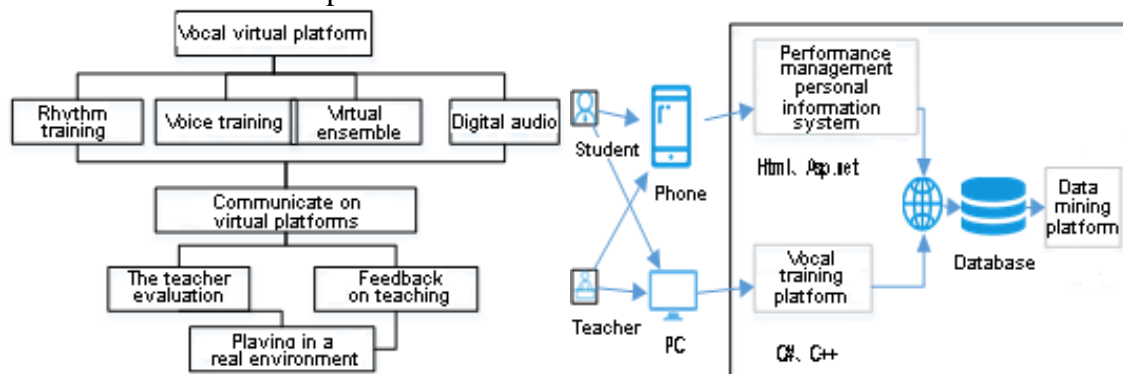 Vocal virtual platform
Rhythm
training
Voice training
Virtual
ensemble
Digital audio
Communicate on
virtual platforms
The teacher
evaluation
Feedback
on teaching
Playing in a
real environment
Student
Phone
Teacher
PC
Performance
management
personal
information
system
Html、Asp.net
Vocal
training
platform
C#、C++
Database
Data
mining
platform